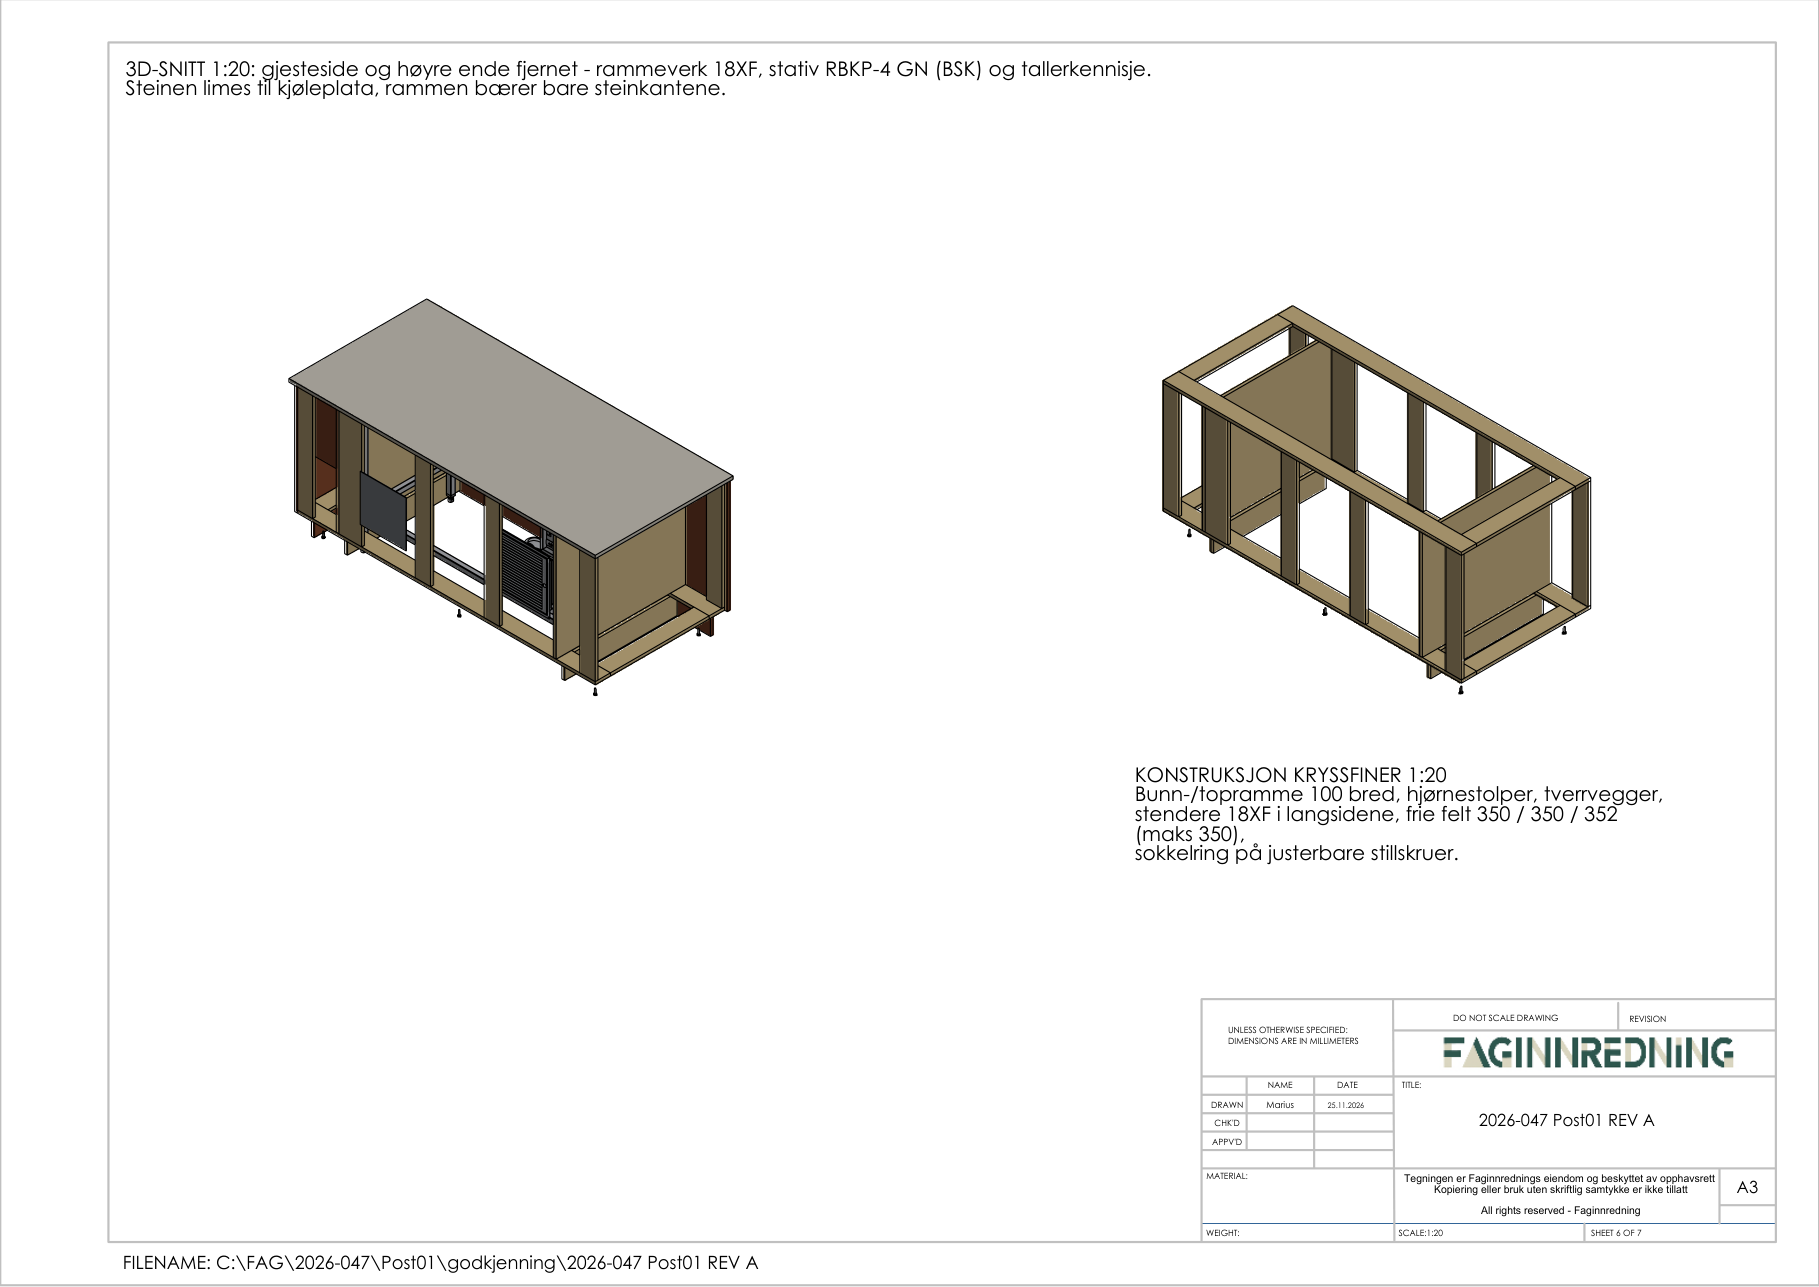 3D-SNITT 1:20: gjesteside og høyre ende fjernet - rammeverk 18XF, stativ RBKP-4 GN (BSK) og tallerkennisje.
Steinen limes til kjøleplata, rammen bærer bare steinkantene.
KONSTRUKSJON KRYSSFINER 1:20
Bunn-/topramme 100 bred, hjørnestolper, tverrvegger,
stendere 18XF i langsidene, frie felt 350 / 350 / 352
(maks 350),
sokkelring på justerbare stillskruer.
UNLESS OTHERWISE SPECIFIED:
DIMENSIONS ARE IN MILLIMETERS
DO NOT SCALE DRAWING
REVISION
FAGINNREDNING
NAME
DATE
TITLE:
DRAWN
Marius
25.11.2026
2026-047 Post01 REV A
CHK'D
APPV'D
MATERIAL:
Tegningen er Faginnrednings eiendom og beskyttet av opphavsrett
Kopiering eller bruk uten skriftlig samtykke er ikke tillatt
All rights reserved - Faginnredning
A3
WEIGHT:
SCALE:1:20
SHEET 6 OF 7
FILENAME: C:\FAG\2026-047\Post01\godkjenning\2026-047 Post01 REV A